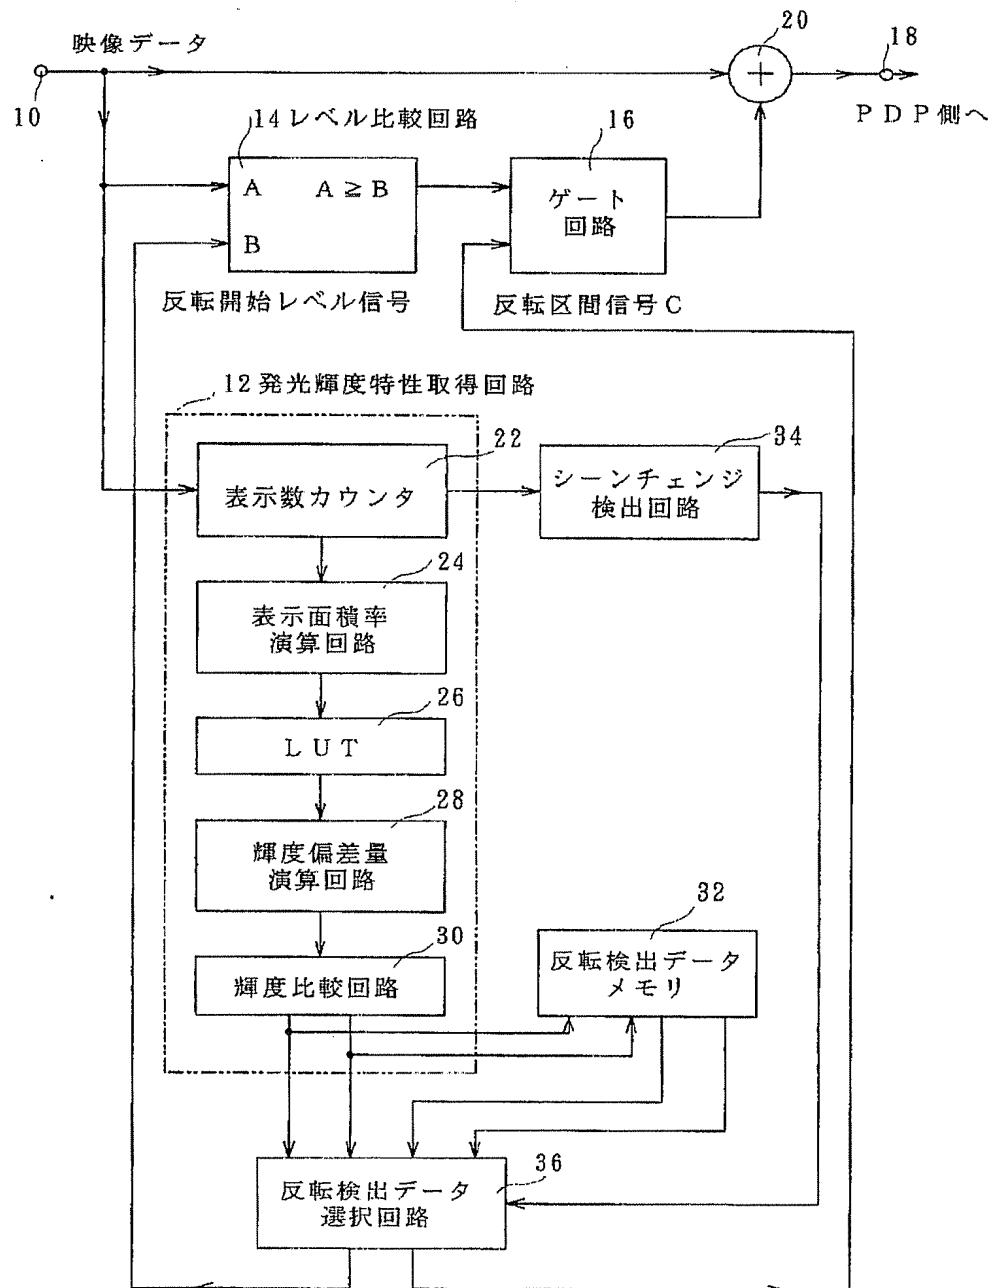 20
18
映像データ
10
PDP側へ
14レベル比較回路
16
A A≧B
B
ゲート
回路
反転開始レベル信号
反転区間信号C
12発光輝度特性取得回路
22
34
表示数カウンタ
シーンチェンジ
検出回路
24
表示面積率
演算回路
26
LUT
28
輝度偏差量
演算回路
32
30
輝度比較回路
反転検出データ
メモリ
36
反転検出データ
選択回路